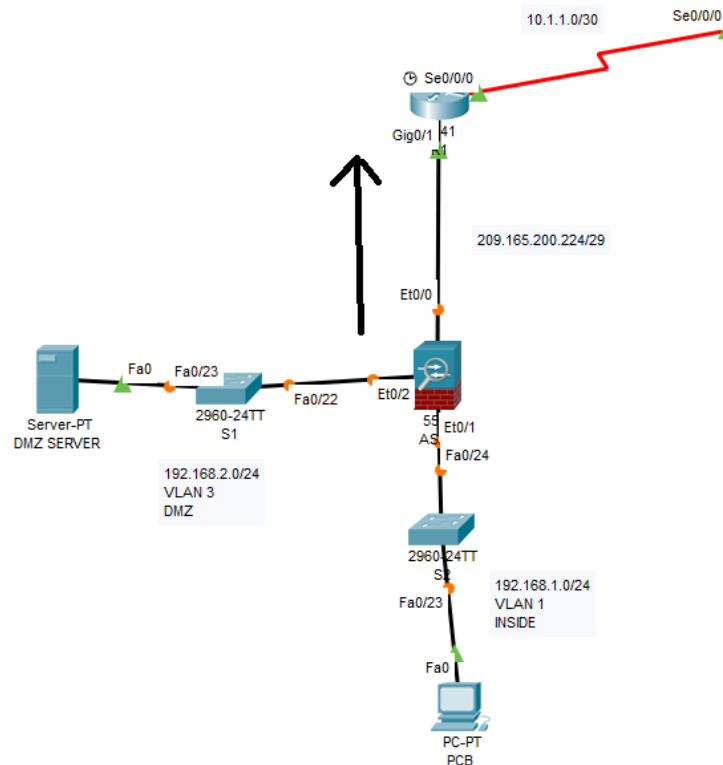 10.1.1.0/30
Se0/0/0
Se0/0/0
Gig0/1
41
209.165.200.224/29
Et0/0
Fa0
Fa0/23
Fa0/22
Et0/2
Server-PT
DMZ SERVER
2960-24TT
S1
55
AS
Et0/1
Fa0/24
192.168.2.0/24
VLAN 3
DMZ
2960-24TT
S2
Fa0/23
192.168.1.0/24
VLAN 1
INSIDE
Fa0
PC-PT
PCB